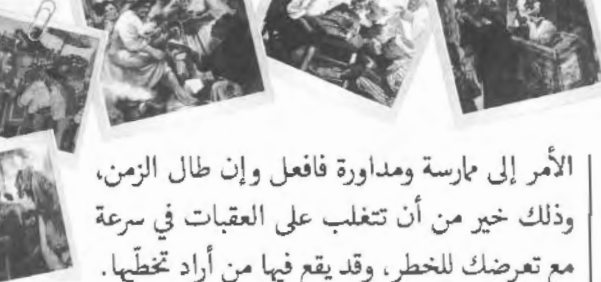 الأمر إلى ممارسة ومداورة فافعل وإن طال الزمن،
وذلك خير من أن تتغلب على العقبات في سرعة
مع تعرضك للخطر، وقد يقع فيها من أراد تخطّيها.